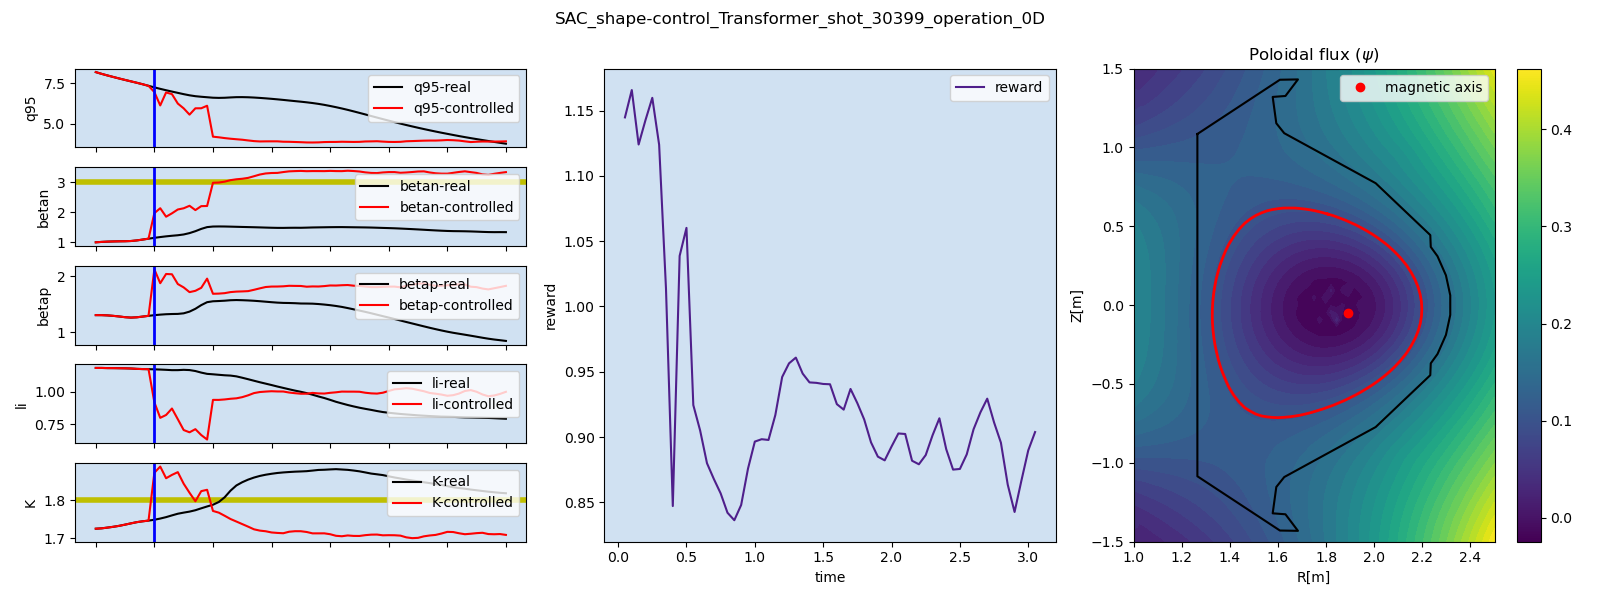 SAC_shape-control_Transformer_shot_30399_operation_0D
q95
7.5
5.0
q95-real
q95-controlled
betan
3
2
1
betan-real
betan-controlled
betap
2
1
betap-real
betap-controlled
li
1.00
0.75
li-real
li-controlled
K
1.8
1.7
K-real
K-controlled
reward
1.15
1.10
1.05
1.00
0.95
0.90
0.85
reward
0.0 0.5 1.0 1.5 2.0 2.5 3.0
time
Poloidal flux (ψ)
magnetic axis
Z[m]
1.5
1.0
0.5
0.0
−0.5
−1.0
−1.5
1.0 1.2 1.4 1.6 1.8 2.0 2.2 2.4
R[m]
0.4
0.3
0.2
0.1
0.0